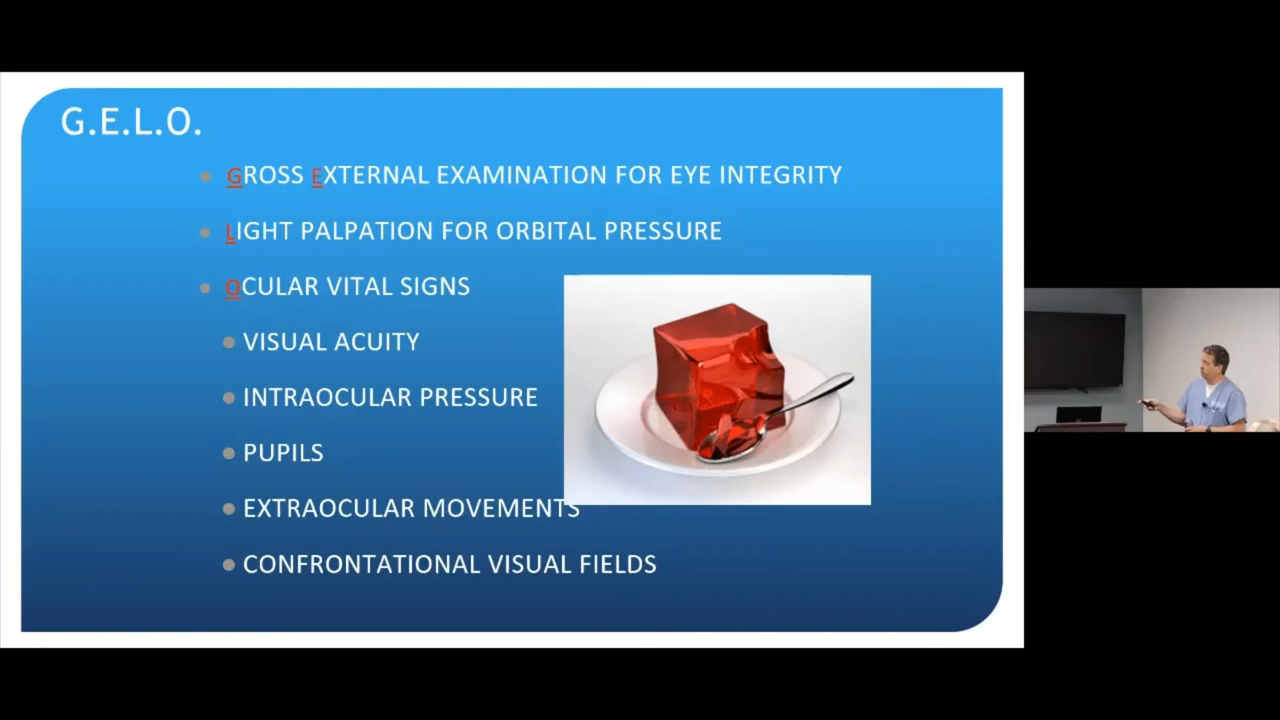 G.E.L.O.
GROSS EXTERNAL EXAMINATION FOR EYE INTEGRITY
LIGHT PALPATION FOR ORBITAL PRESSURE
OCULAR VITAL SIGNS
VISUAL ACUITY
INTRAOCULAR PRESSURE
PUPILS
EXTRAOCULAR MOVEMENTS
CONFRONTATIONAL VISUAL FIELDS